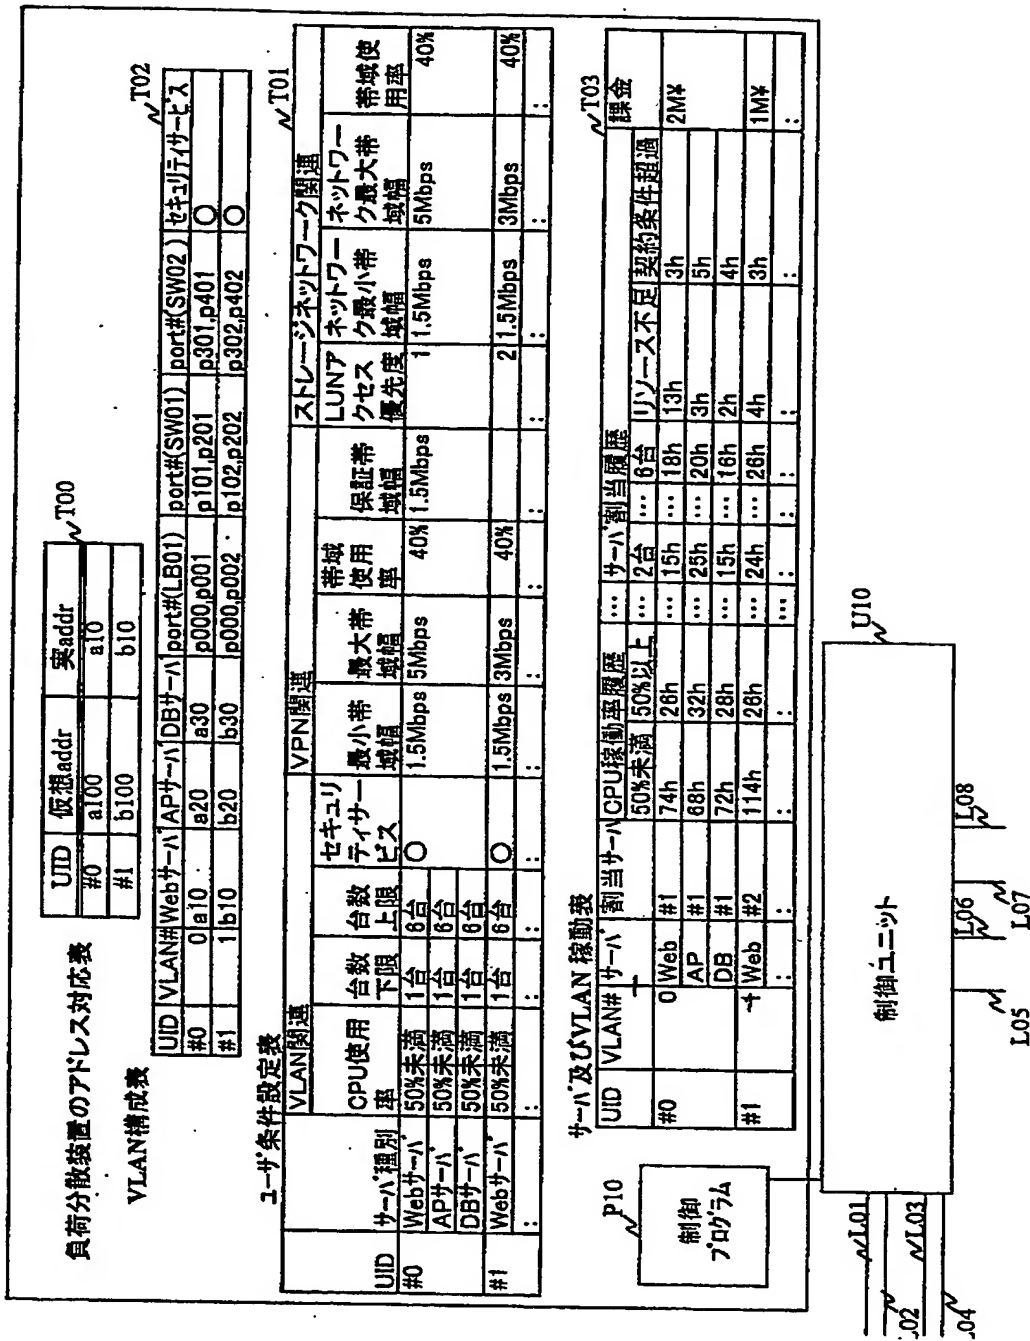 負荷分散装置のアドレス対応表
T00
UID 仮想addr 実addr
#0 a100 a10
#1 b100 b10
VLAN構成表
T02
UID VLAN# Webサーバ APサーバ DBサーバ port#(LB01) port#(SW01) port#(SW02) セキュリティサービス
#0 0 a10 a20 a30 p000,p001 p101,p201 p301,p401 ○
#1 1 b10 b20 b30 p000,p002 p102,p202 p302,p402 ○
ユーザ条件設定表
T01
VLAN関連 VPN関連 ストレージネットワーク関連
UID サーバ種別 CPU使用率 台数下限 台数上限 セキュリティサービス 最小帯域幅 最大帯域幅 帯域使用率 保証帯域幅 LUNアクセス優先度 ネットワーク最小帯域幅 ネットワーク最大帯域幅 帯域使用率
#0 Webサーバ 50%未満 1台 6台 ○ 1.5Mbps 5Mbps 40% 1.5Mbps 1 1.5Mbps 5Mbps 40%
APサーバ 50%未満 1台 6台
DBサーバ 50%未満 1台 6台
#1 Webサーバ 50%未満 1台 6台 ○ 1.5Mbps 3Mbps 40% 2 1.5Mbps 3Mbps 40%
: : : : : : : : : : : :
サーバ及びVLAN 稼動表
T03
UID VLAN# サーバ 割当サーバ CPU稼動率履歴 … サーバ割当履歴 課金
50%未満 50%以上 … 2台 … 6台 リソース不足 契約条件超過
#0 0 Web #1 74h 26h … 15h … 18h 13h 3h 2M¥
AP #1 68h 32h … 25h … 20h 3h 5h
DB #1 72h 28h … 15h … 16h 2h 4h
#1 1 Web #2 114h 26h … 24h … 26h 4h 3h 1M¥
: : : : … : : : : :
P10
制御プログラム
制御ユニット
U10
L01
L02
L03
L04
L05
L06
L07
L08